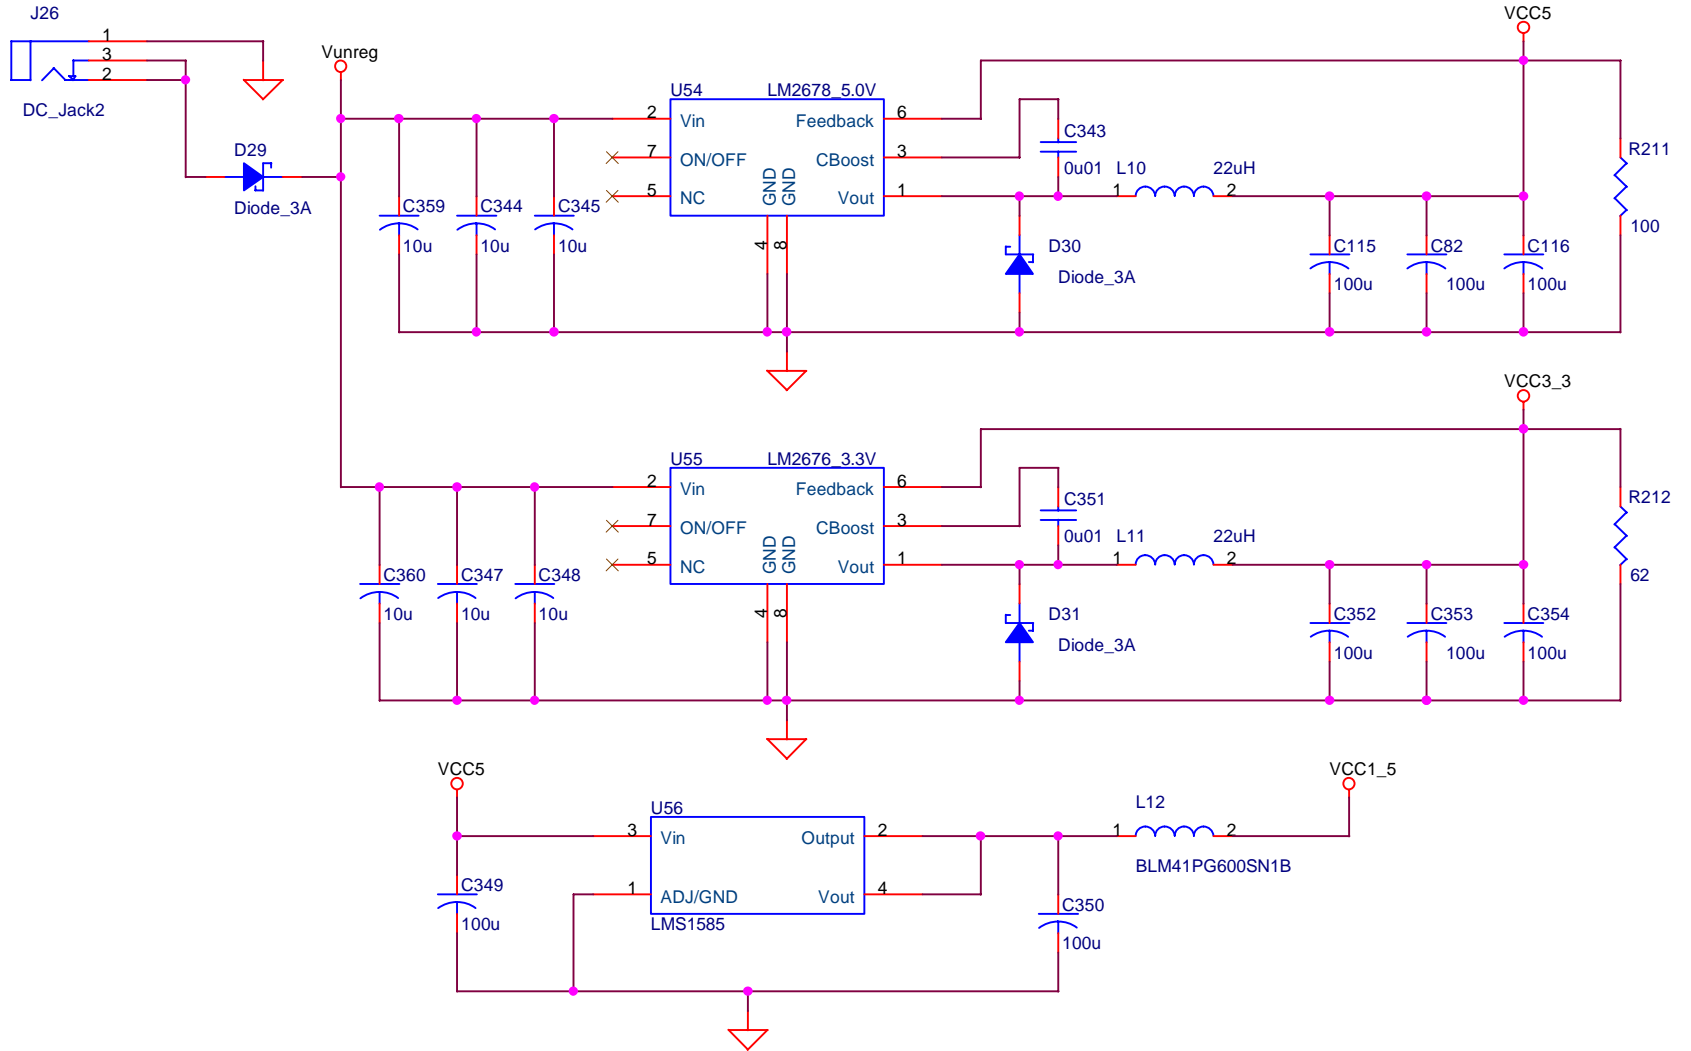 J26
1
3
2
DC_Jack2
D29
Diode_3A
Vunreg
C359
10u
C344
10u
C345
10u
U54
LM2678_5.0V
2
Vin
Feedback
6
7
ON/OFF
CBoost
3
5
NC
Vout
1
GND
GND
4
8
C343
0u01
L10
1
22uH
2
D30
Diode_3A
VCC5
C115
100u
C82
100u
C116
100u
R211
100
VCC3_3
U55
LM2676_3.3V
2
Vin
Feedback
6
7
ON/OFF
CBoost
3
5
NC
Vout
1
GND
GND
4
8
C360
10u
C347
10u
C348
10u
C351
0u01
L11
1
22uH
2
D31
Diode_3A
C352
100u
C353
100u
C354
100u
R212
62
VCC5
C349
100u
U56
3
Vin
Output
2
1
ADJ/GND
Vout
4
LMS1585
C350
100u
L12
1
2
BLM41PG600SN1B
VCC1_5